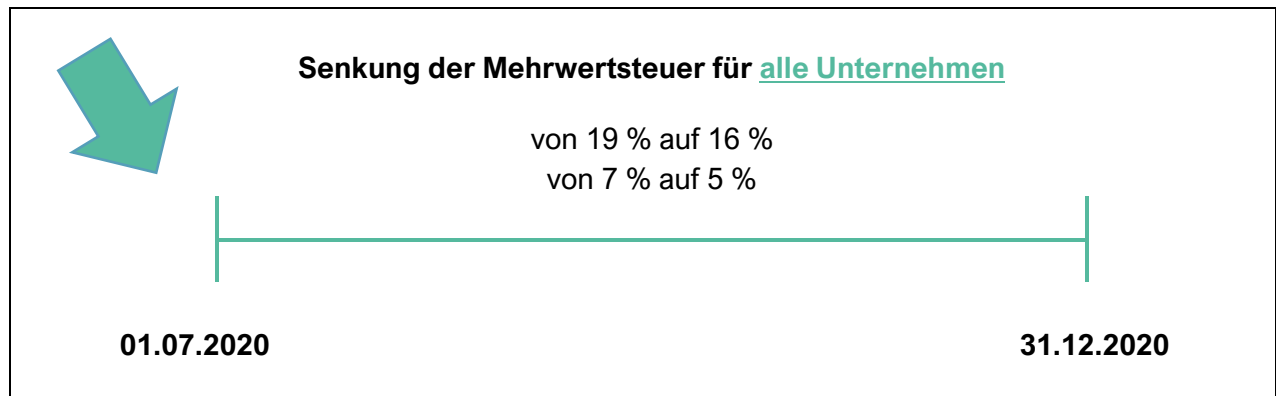 Senkung der Mehrwertsteuer für alle Unternehmen
von 19 % auf 16 %
von 7 % auf 5 %
01.07.2020
31.12.2020